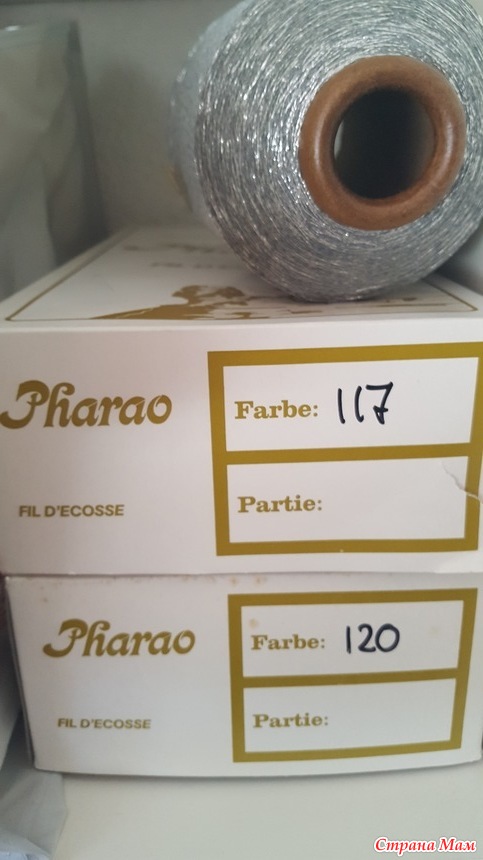 Pharao
Farbe: 117
FIL D'ECOSSE
Partie:
Pharao
Farbe: 120
FIL D'ECOSSE
Partie:
Страна Мам